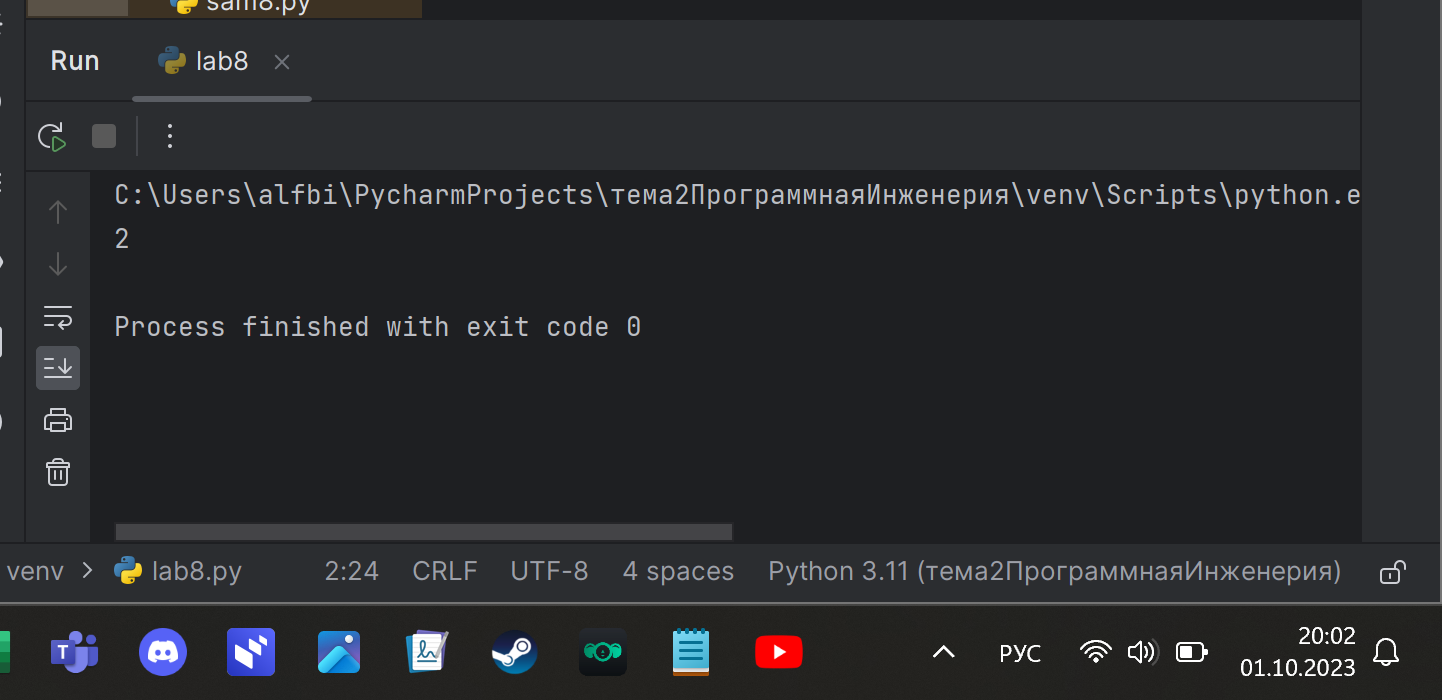 sam8.py
Run lab8
C:\Users\alfbi\PycharmProjects\тема2ПрограммнаяИнженерия\venv\Scripts\python.e
2
Process finished with exit code 0
venv lab8.py 2:24 CRLF UTF-8 4 spaces Python 3.11 (тема2ПрограммнаяИнженерия)
РУС
20:02
01.10.2023